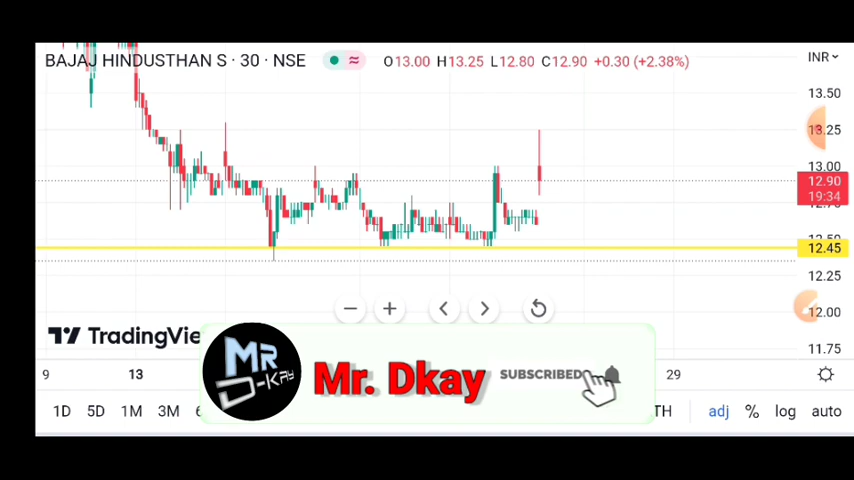 BAJAJ HINDUSTHAN S · 30 · NSE O13.00 H13.25 L12.80 C12.90 +0.30 (+2.38%) INR
13.50
13.25
13.00
12.90
19:34
12.45
12.25
12.00
11.75
TradingVie
MR
D-KAY
Mr. Dkay
SUBSCRIBED
9 13 29
1D 5D 1M 3M adj % log auto